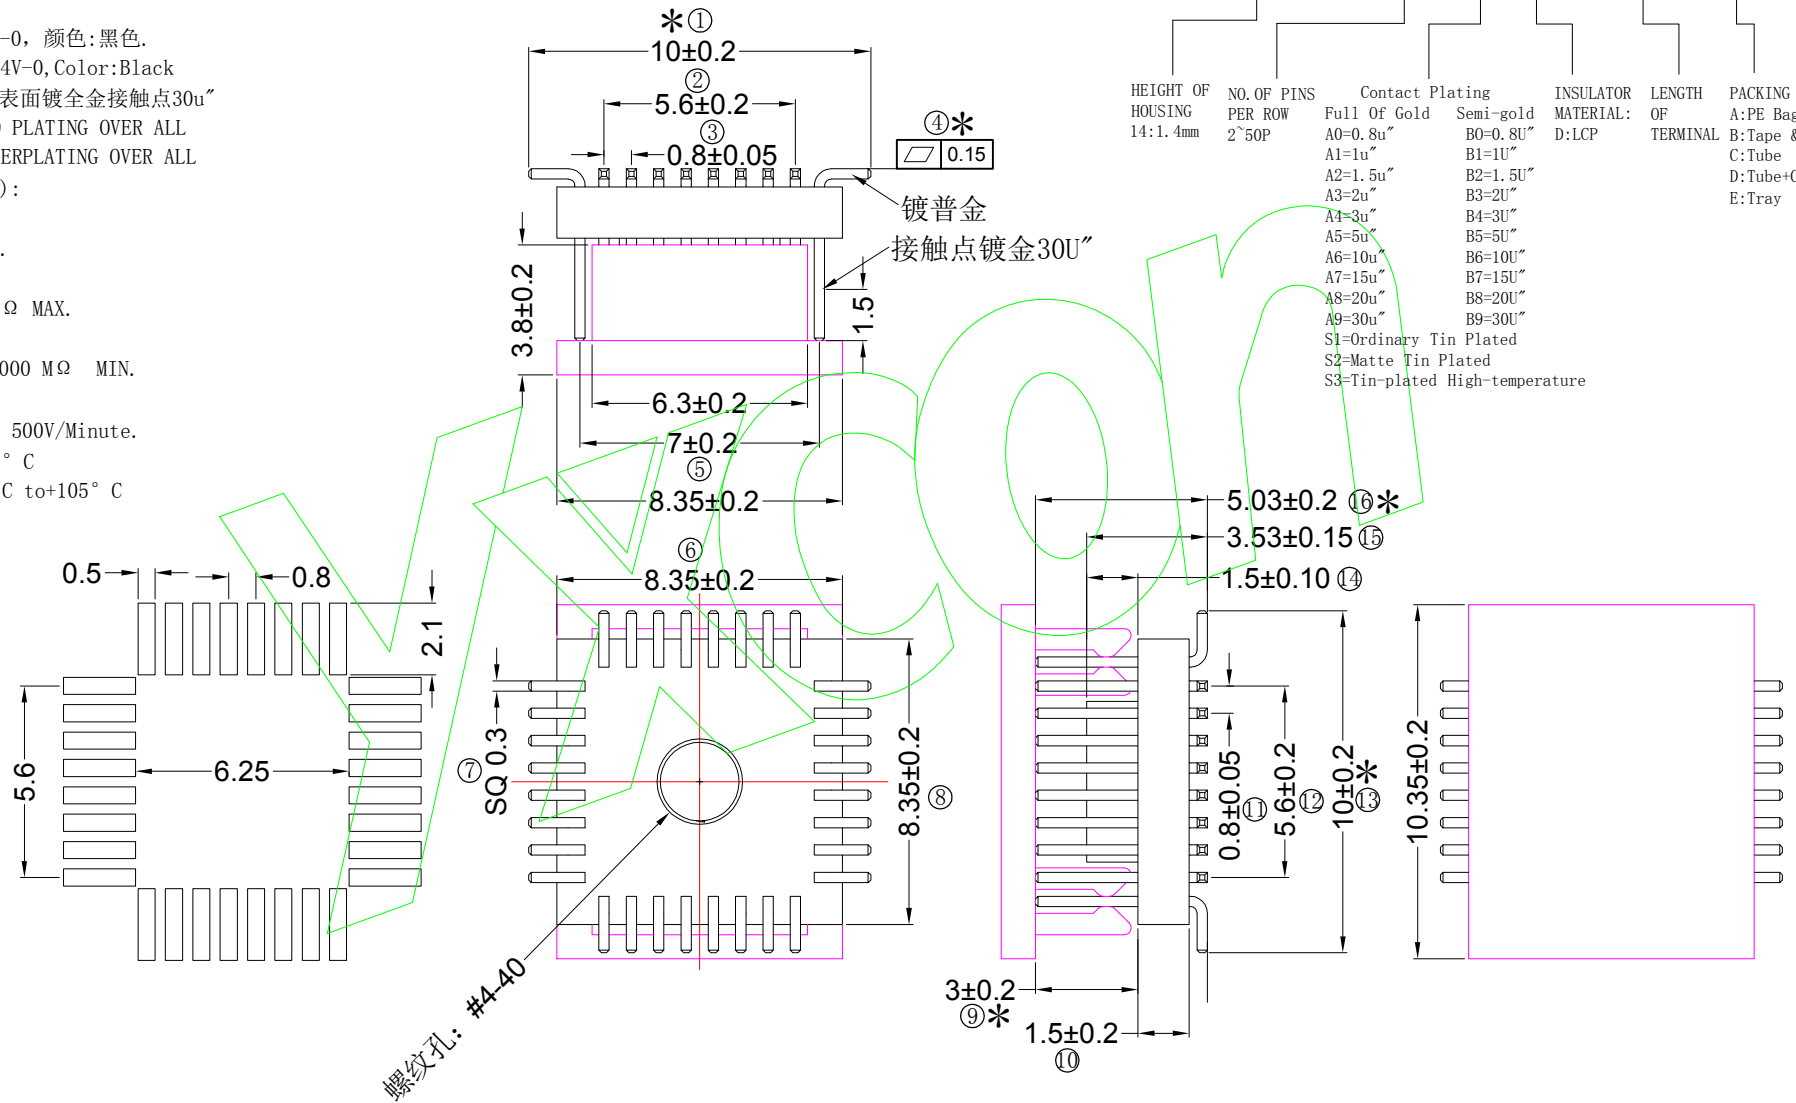 -0, 颜色:黑色.
4V-0,Color:Black
表面镀全金接触点30u″
PLATING OVER ALL
ERPLATING OVER ALL
):
.
Ω MAX.
000 MΩ MIN.
500V/Minute.
° C
C to+105° C
*①
10±0.2
②
5.6±0.2
③
0.8±0.05
④*
0.15
镀普金
接触点镀金30U″
3.8±0.2
1.5
6.3±0.2
7±0.2
⑤
8.35±0.2
HEIGHT OF
HOUSING
14:1.4mm
NO.OF PINS
PER ROW
2~50P
Contact Plating
Full Of Gold Semi-gold
A0=0.8u″ B0=0.8U″
A1=1u″ B1=1U″
A2=1.5u″ B2=1.5U″
A3=2u″ B3=2U″
A4=3u″ B4=3U″
A5=5u″ B5=5U″
A6=10u″ B6=10U″
A7=15u″ B7=15U″
A8=20u″ B8=20U″
A9=30u″ B9=30U″
S1=Ordinary Tin Plated
S2=Matte Tin Plated
S3=Tin-plated High-temperature
INSULATOR
MATERIAL:
D:LCP
LENGTH
OF
TERMINAL
PACKING
A:PE Bag
B:Tape &
C:Tube
D:Tube+C
E:Tray
0.5
0.8
2.1
5.6
6.25
⑥
8.35±0.2
⑦
SQ 0.3
8.35±0.2
⑧
螺纹孔: #4-40
5.03±0.2 ⑯*
3.53±0.15 ⑮
1.5±0.10 ⑭
0.8±0.05
⑪
5.6±0.2
⑫
10±0.2
*⑬
3±0.2
⑨*
1.5±0.2
⑩
10.35±0.2
Y×con